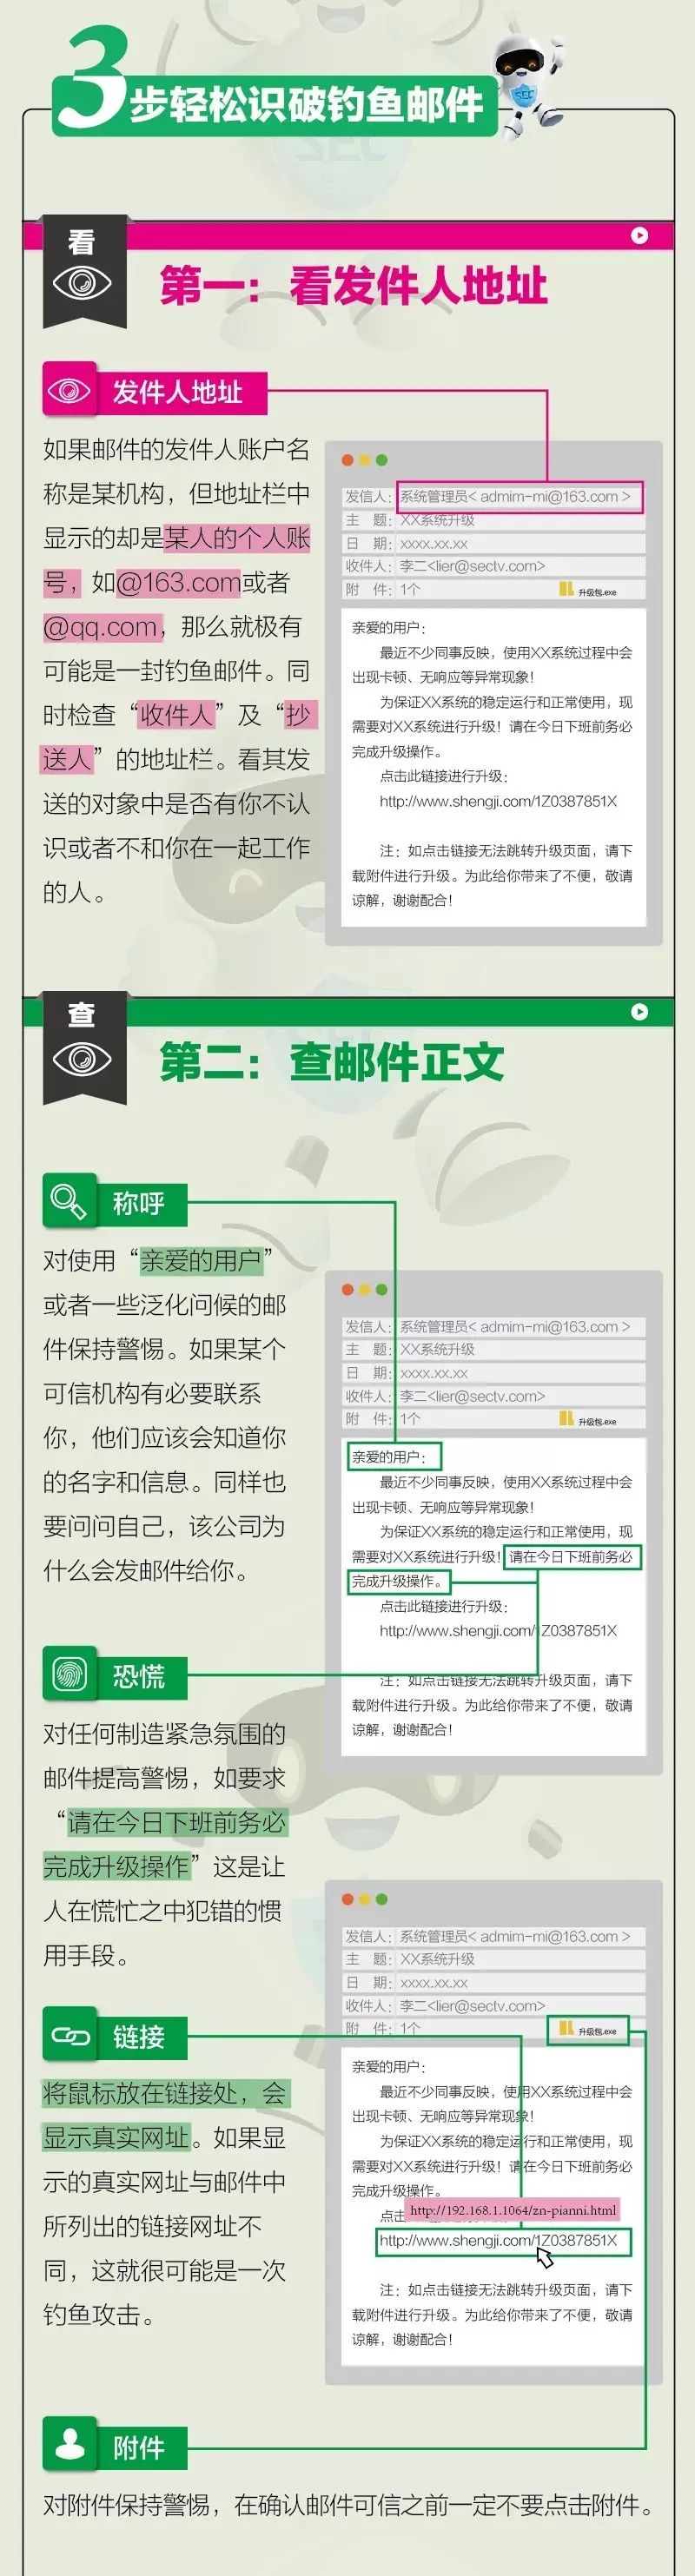 3步轻松识破钓鱼邮件
SEC
看
第一：看发件人地址
发件人地址
如果邮件的发件人账户名
称是某机构，但地址栏中
显示的却是某人的个人账
号，如@163.com或者
@qq.com，那么就极有
可能是一封钓鱼邮件。同
时检查“收件人”及“抄
送人”的地址栏。看其发
送的对象中是否有你不认
识或者不和你在一起工作
的人。
发信人：系统管理员< admim-mi@163.com >
主 题：XX系统升级
日 期：xxxx.xx.xx
收件人：李二<lier@sectv.com>
附 件：1个 升级包.exe
亲爱的用户：
最近不少同事反映，使用XX系统过程中会
出现卡顿、无响应等异常现象！
为保证XX系统的稳定运行和正常使用，现
需要对XX系统进行升级！请在今日下班前务必
完成升级操作。
点击此链接进行升级：
http://www.shengji.com/1Z0387851X
注：如点击链接无法跳转升级页面，请下
载附件进行升级。为此给你带来了不便，敬请
谅解，谢谢配合！
查
第二：查邮件正文
称呼
对使用“亲爱的用户”
或者一些泛化问候的邮
件保持警惕。如果某个
可信机构有必要联系
你，他们应该会知道你
的名字和信息。同样也
要问问自己，该公司为
什么会发邮件给你。
发信人：系统管理员< admim-mi@163.com >
主 题：XX系统升级
日 期：xxxx.xx.xx
收件人：李二<lier@sectv.com>
附 件：1个 升级包.exe
亲爱的用户：
最近不少同事反映，使用XX系统过程中会
出现卡顿、无响应等异常现象！
为保证XX系统的稳定运行和正常使用，现
需要对XX系统进行升级！请在今日下班前务必
完成升级操作。
点击此链接进行升级：
http://www.shengji.com/1Z0387851X
注：如点击链接无法跳转升级页面，请下
载附件进行升级。为此给你带来了不便，敬请
谅解，谢谢配合！
恐慌
对任何制造紧急氛围的
邮件提高警惕，如要求
“请在今日下班前务必
完成升级操作”这是让
人在慌忙之中犯错的惯
用手段。
链接
将鼠标放在链接处，会
显示真实网址。如果显
示的真实网址与邮件中
所列出的链接网址不
同，这就很可能是一次
钓鱼攻击。
发信人：系统管理员< admim-mi@163.com >
主 题：XX系统升级
日 期：xxxx.xx.xx
收件人：李二<lier@sectv.com>
附 件：1个 升级包.exe
亲爱的用户：
最近不少同事反映，使用XX系统过程中会
出现卡顿、无响应等异常现象！
为保证XX系统的稳定运行和正常使用，现
需要对XX系统进行升级！请在今日下班前务必
完成升级操作。
点击
http://192.168.1.1064/zn-pianni.html
http://www.shengji.com/1Z0387851X
注：如点击链接无法跳转升级页面，请下
载附件进行升级。为此给你带来了不便，敬请
谅解，谢谢配合！
附件
对附件保持警惕，在确认邮件可信之前一定不要点击附件。